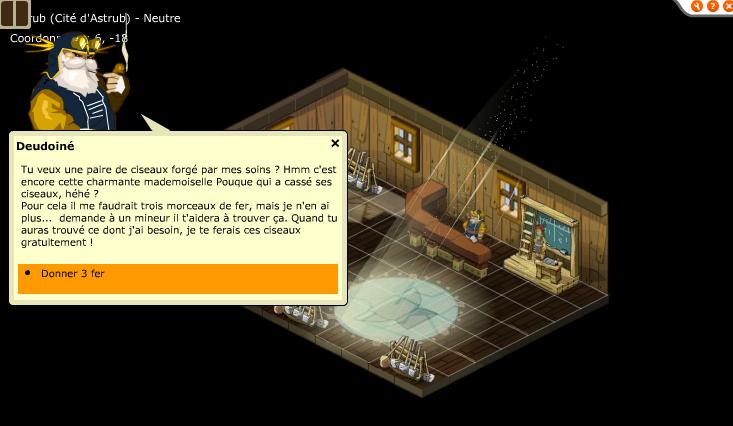 rub (Cité d'Astrub) - Neutre
6, -18
Deudoiné
Tu veux une paire de ciseaux forgé par mes soins ? Hmm c'est
encore cette charmante mademoiselle Pouque qui a cassé ses
ciseaux, héhé ?
Pour cela il me faudrait trois morceaux de fer, mais je n'en ai
plus... demande à un mineur il t'aidera à trouver ça. Quand tu
auras trouvé ce dont j'ai besoin, je te ferais ces ciseaux
gratuitement !
Donner 3 fer